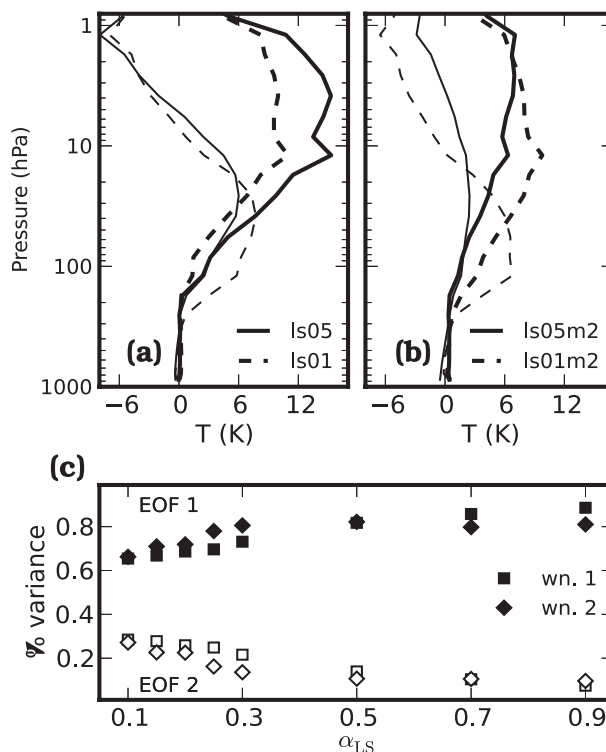 1
10
100
1000
Pressure (hPa)
(a)
ls05
ls01
−6 0 6 12
T (K)
(b)
ls05m2
ls01m2
−6 0 6 12
T (K)
(c)
EOF 1
wn. 1
wn. 2
EOF 2
% variance
0.8
0.6
0.4
0.2
0.1 0.3 0.5 0.7 0.9
αLS